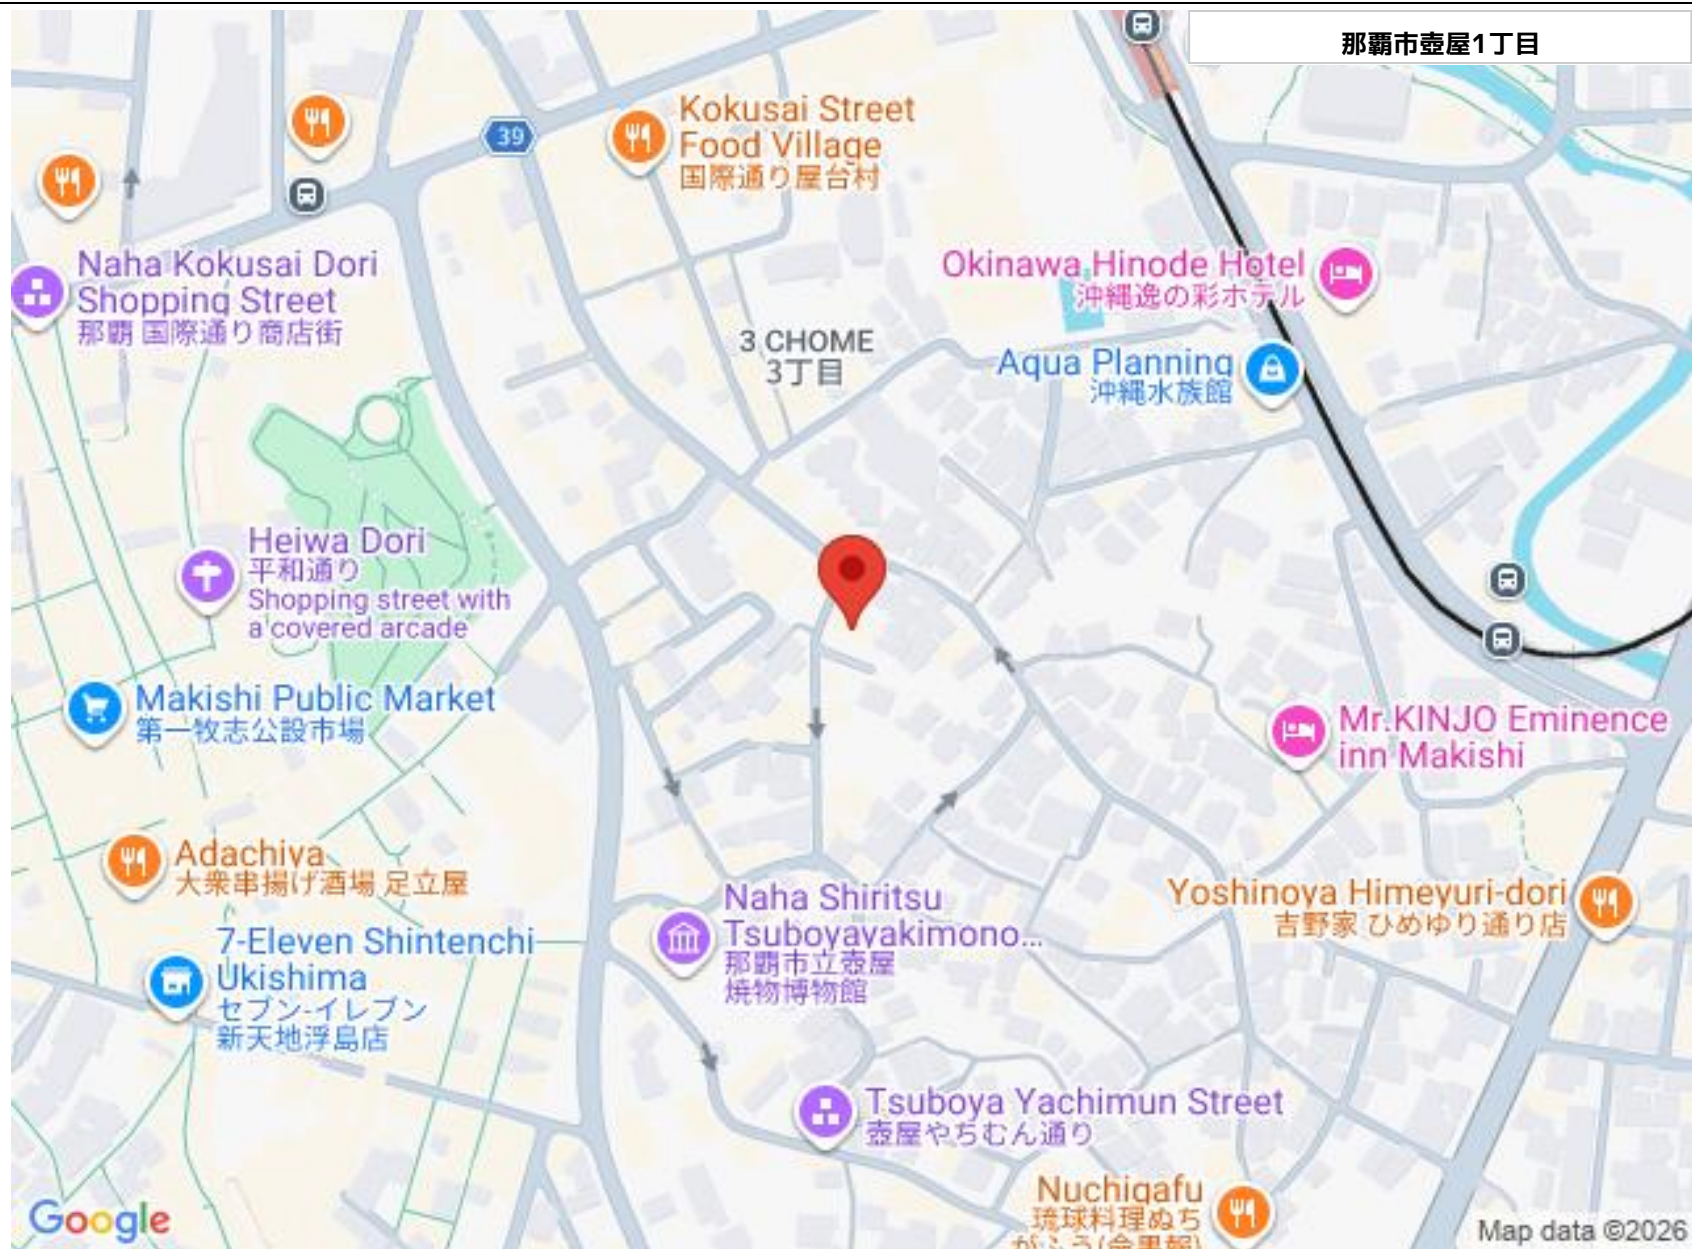 那覇市壺屋1丁目
39
Kokusai Street
Food Village
国際通り屋台村
Naha Kokusai Dori
Shopping Street
那覇 国際通り商店街
Okinawa Hinode Hotel
沖縄逸の彩ホテル
3 CHOME
3丁目
Aqua Planning
沖縄水族館
Heiwa Dori
平和通り
Shopping street with
a covered arcade
Makishi Public Market
第一牧志公設市場
Mr.KINJO Eminence
inn Makishi
Adachiya
大衆串揚げ酒場 足立屋
Naha Shiritsu
Tsuboyayakimono...
那覇市立壺屋
焼物博物館
Yoshinoya Himeyuri-dori
吉野家 ひめゆり通り店
7-Eleven Shintenchi
Ukishima
セブン-イレブン
新天地浮島店
Tsuboya Yachimun Street
壺屋やちむん通り
Nuchigafu
琉球料理ぬち
がふう(命果報)
Google
Map data ©2026